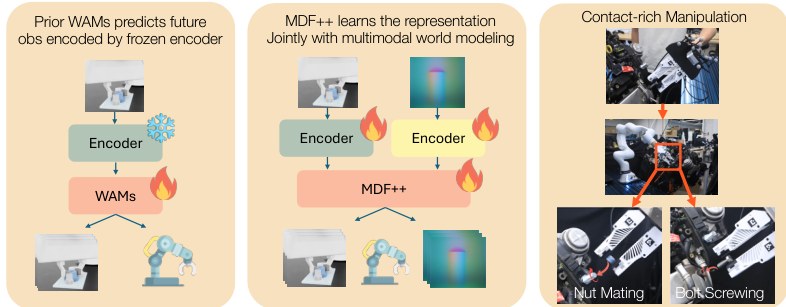 Prior WAMs predicts future
obs encoded by frozen encoder
Encoder
WAMs
MDF++ learns the representation
Jointly with multimodal world modeling
Encoder
Encoder
MDF++
Contact-rich Manipulation
Nut Mating
Bolt Screwing